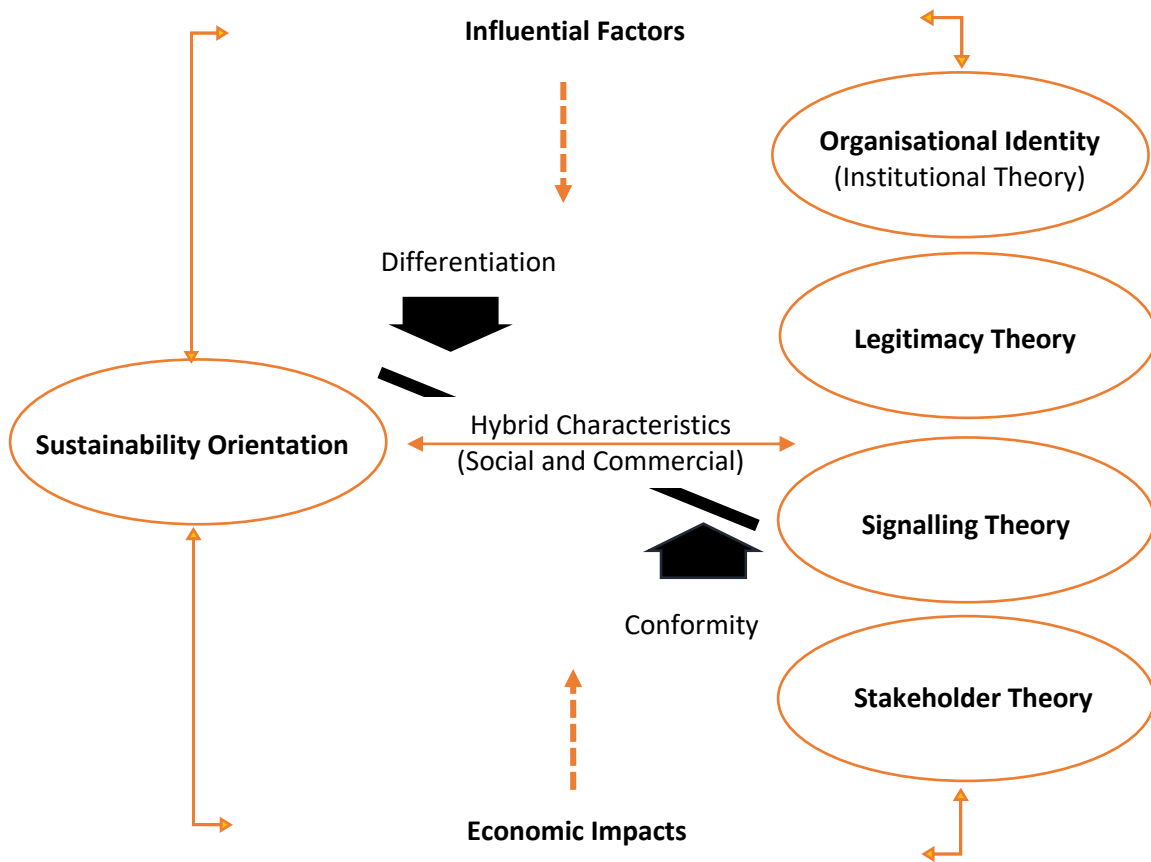 Influential Factors
Organisational Identity
(Institutional Theory)
Differentiation
Legitimacy Theory
Hybrid Characteristics
(Social and Commercial)
Sustainability Orientation
Signalling Theory
Conformity
Stakeholder Theory
Economic Impacts